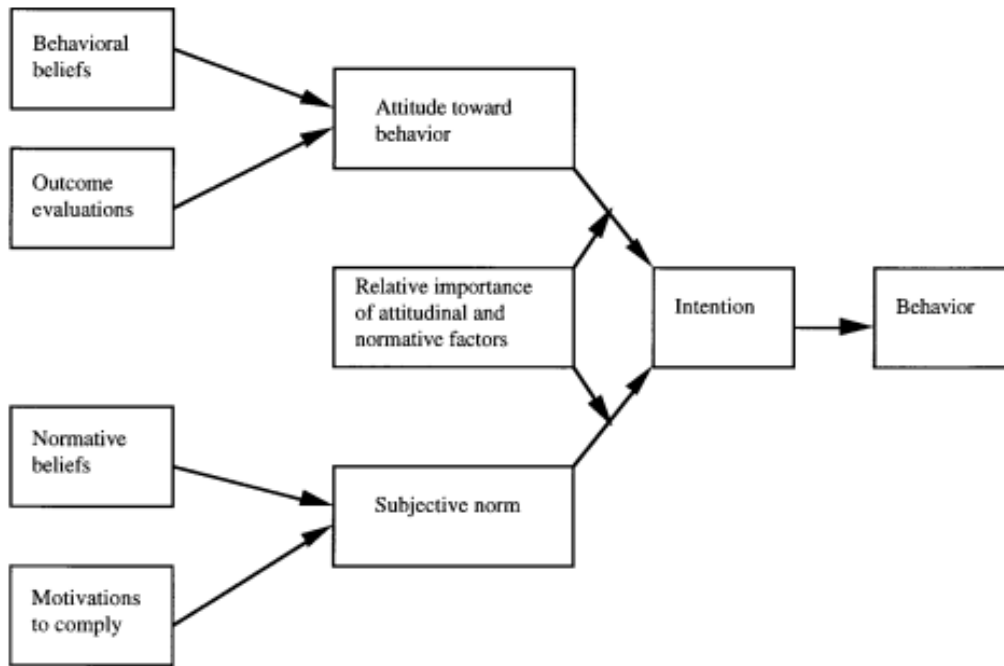 Behavioral
beliefs
Outcome
evaluations
Attitude toward
behavior
Relative importance
of attitudinal and
normative factors
Intention
Behavior
Normative
beliefs
Subjective norm
Motivations
to comply